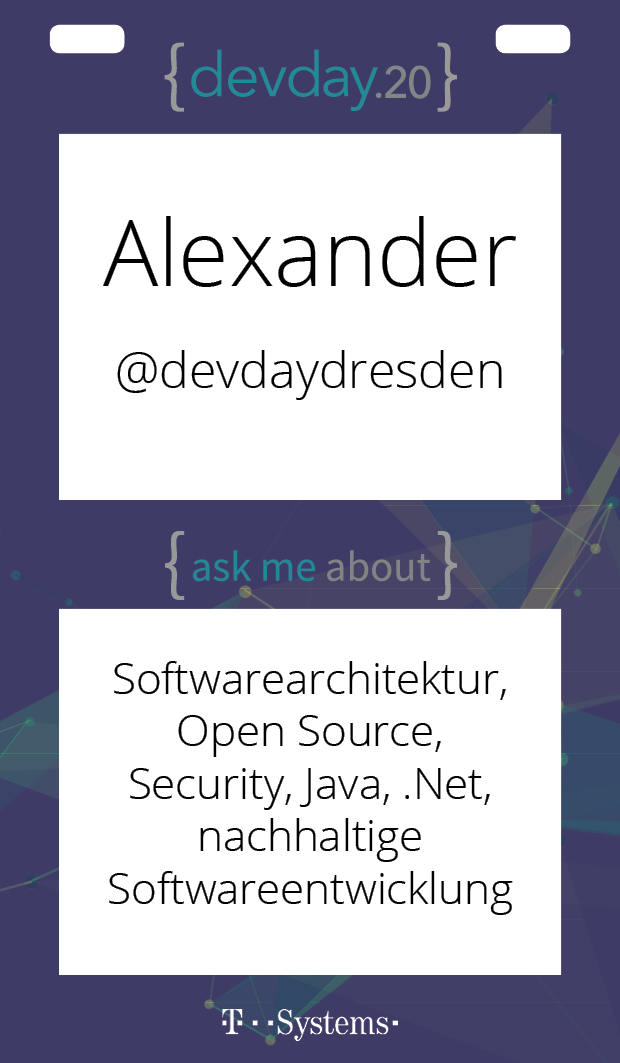 {devday.20}
Alexander
@devdaydresden
{ask me about}
Softwarearchitektur,
Open Source,
Security, Java, .Net,
nachhaltige
Softwareentwicklung
T··Systems·